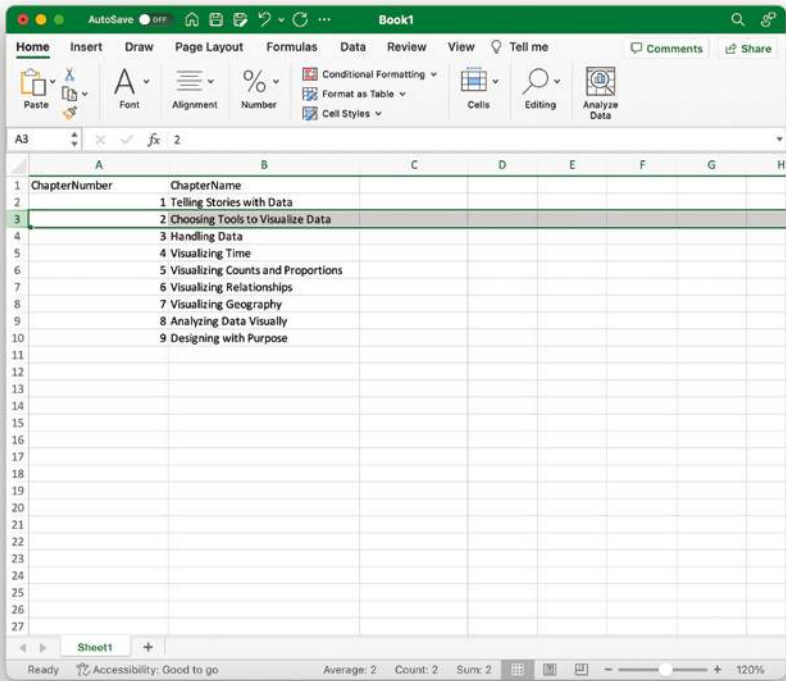 AutoSave OFF Book1
Home Insert Draw Page Layout Formulas Data Review View Tell me Comments Share
Paste Font Alignment Number Conditional Formatting Format as Table Cell Styles Cells Editing Analyze Data
A3 fx 2
A B C D E F G H
1 ChapterNumber ChapterName
2 1 Telling Stories with Data
3 2 Choosing Tools to Visualize Data
4 3 Handling Data
5 4 Visualizing Time
6 5 Visualizing Counts and Proportions
7 6 Visualizing Relationships
8 7 Visualizing Geography
9 8 Analyzing Data Visually
10 9 Designing with Purpose
11
12
13
14
15
16
17
18
19
20
21
22
23
24
25
26
27
Sheet1 +
Ready Accessibility: Good to go Average: 2 Count: 2 Sum: 2 - + 120%